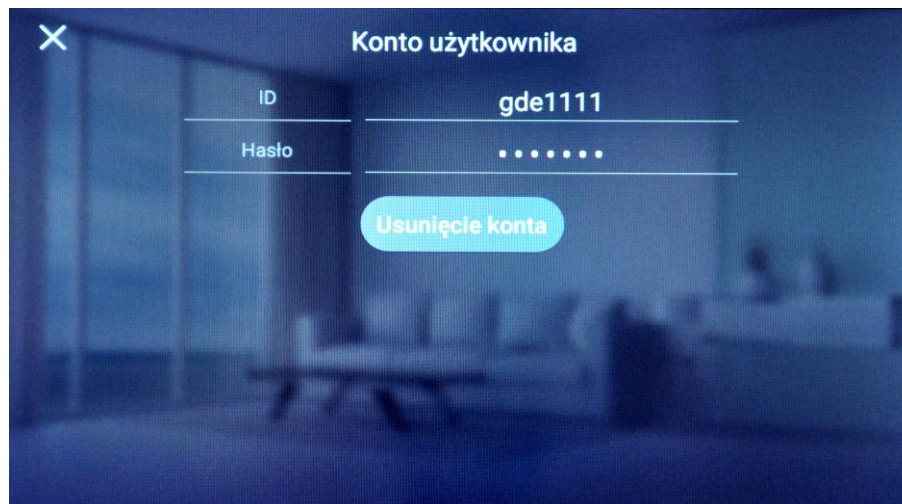 Konto użytkownika
ID gde1111
Hasło •••••••
Usunięcie konta